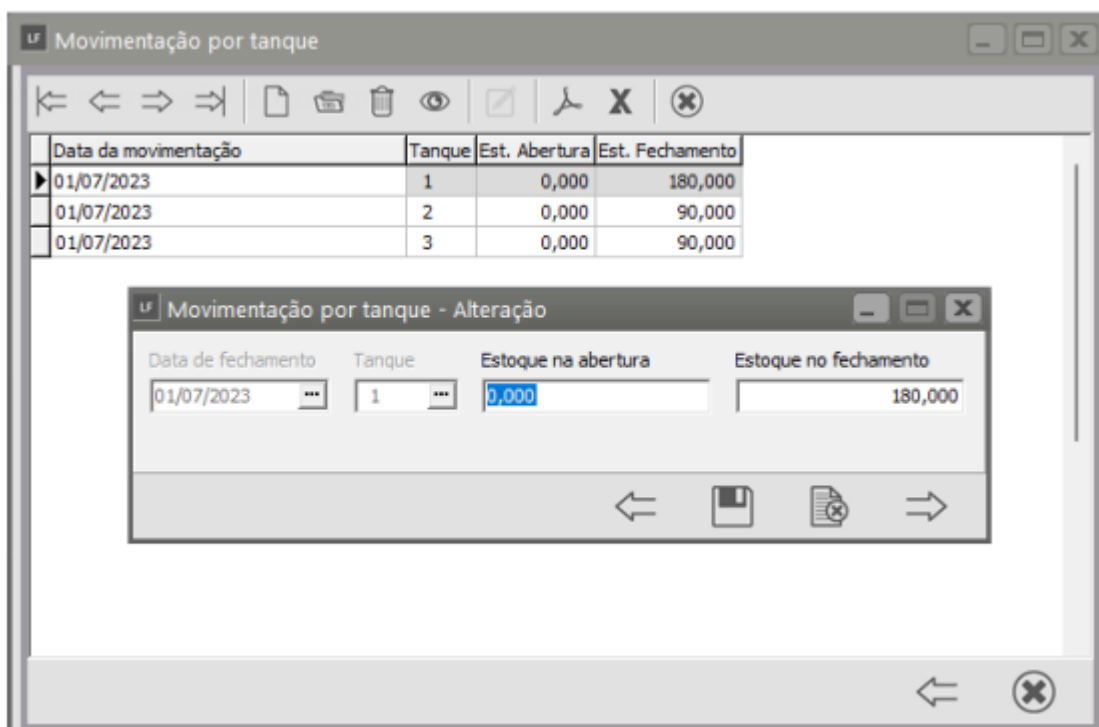 LF Movimentação por tanque
Data da movimentação Tanque Est. Abertura Est. Fechamento
01/07/2023 1 0,000 180,000
01/07/2023 2 0,000 90,000
01/07/2023 3 0,000 90,000
LF Movimentação por tanque - Alteração
Data de fechamento Tanque Estoque na abertura Estoque no fechamento
01/07/2023 ... 1 ... 0,000 180,000